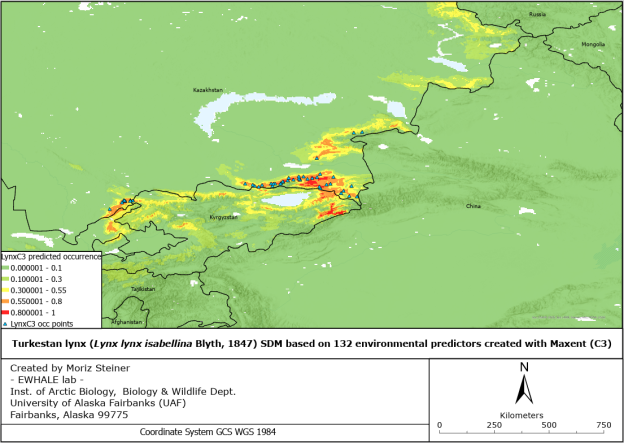 Russia
Mongolia
Kazakhstan
China
Kyrgyzstan
Tajikistan
Afghanistan
LynxC3 predicted occurrence
0.000001 - 0.1
0.100001 - 0.3
0.300001 - 0.55
0.550001 - 0.8
0.800001 - 1
LynxC3 occ points
Turkestan lynx (Lynx lynx isabellina Blyth, 1847) SDM based on 132 environmental predictors created with Maxent (C3)
Created by Moriz Steiner
- EWHALE lab -
Inst. of Arctic Biology, Biology & Wildlife Dept.
University of Alaska Fairbanks (UAF)
Fairbanks, Alaska 99775
Coordinate System GCS WGS 1984
N
Kilometers
0 125 250 500 750